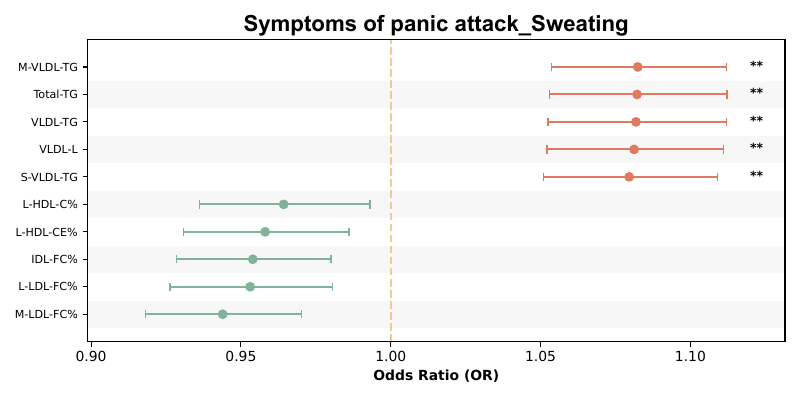 Symptoms of panic attack_Sweating
M-VLDL-TG **
Total-TG **
VLDL-TG **
VLDL-L **
S-VLDL-TG **
L-HDL-C%
L-HDL-CE%
IDL-FC%
L-LDL-FC%
M-LDL-FC%
0.90 0.95 1.00 1.05 1.10
Odds Ratio (OR)